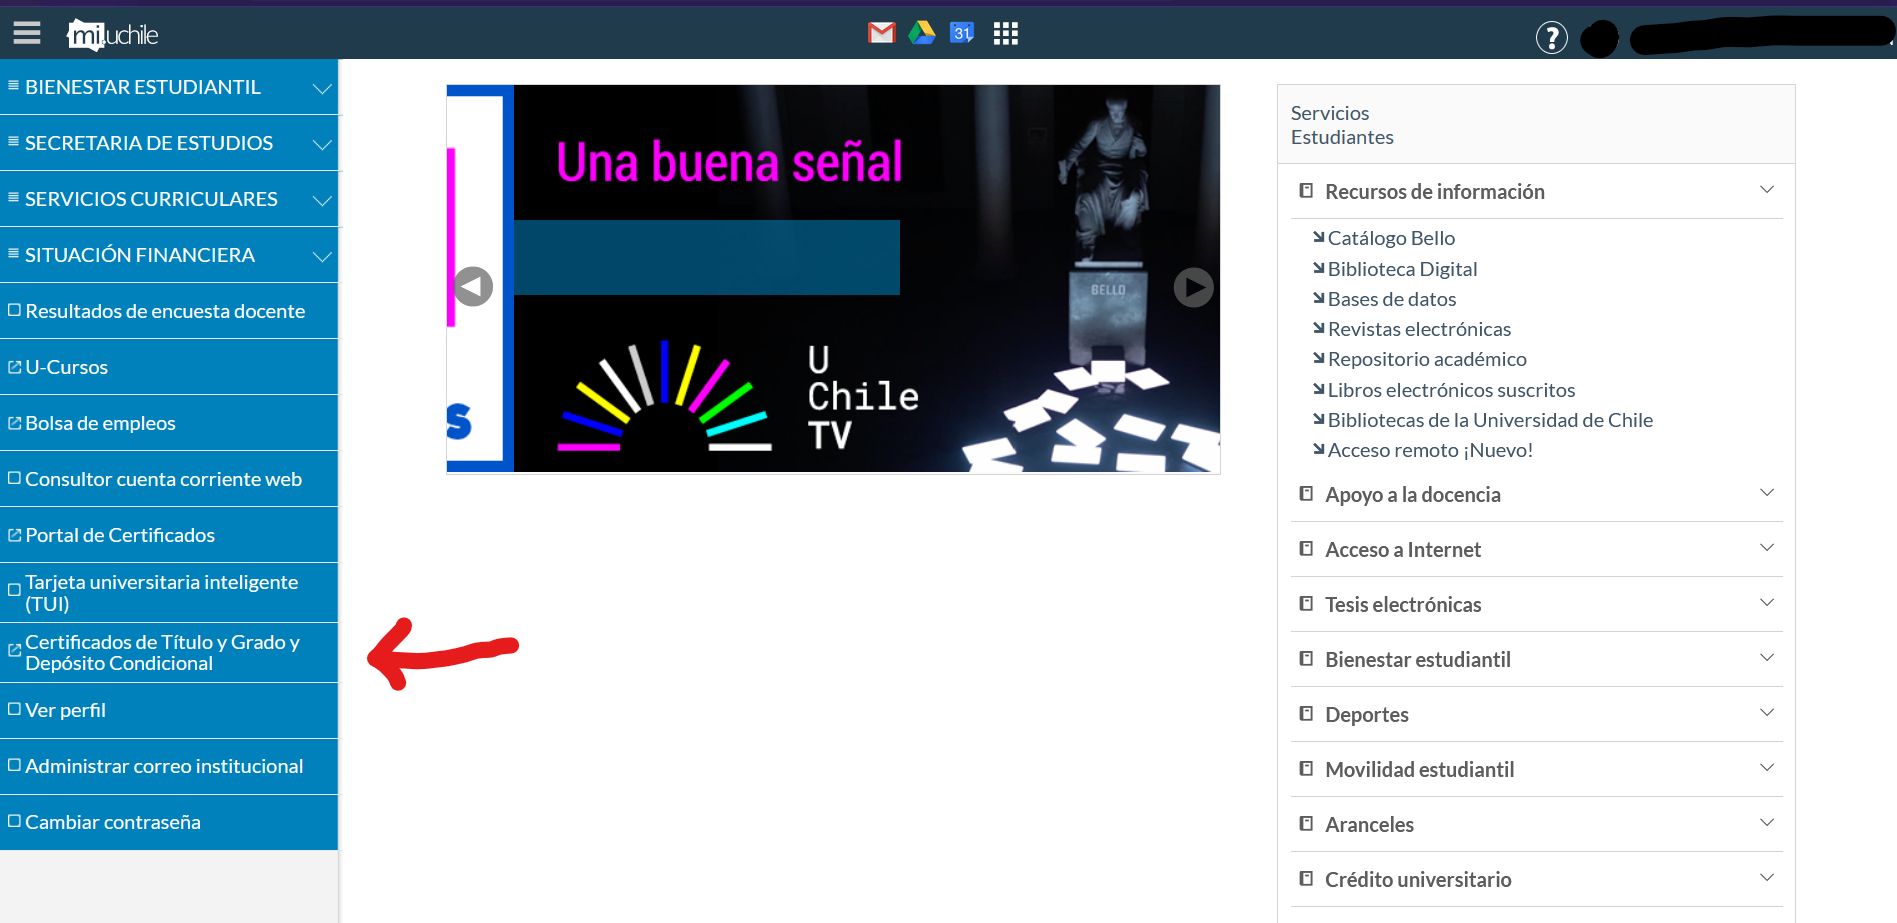 mi.uchile
31
?
BIENESTAR ESTUDIANTIL
SECRETARIA DE ESTUDIOS
SERVICIOS CURRICULARES
SITUACIÓN FINANCIERA
Resultados de encuesta docente
U-Cursos
Bolsa de empleos
Consultor cuenta corriente web
Portal de Certificados
Tarjeta universitaria inteligente
(TUI)
Certificados de Título y Grado y
Depósito Condicional
Ver perfil
Administrar correo institucional
Cambiar contraseña
Una buena señal
BELLO
s
U
Chile
TV
Servicios
Estudiantes
Recursos de información
Catálogo Bello
Biblioteca Digital
Bases de datos
Revistas electrónicas
Repositorio académico
Libros electrónicos suscritos
Bibliotecas de la Universidad de Chile
Acceso remoto ¡Nuevo!
Apoyo a la docencia
Acceso a Internet
Tesis electrónicas
Bienestar estudiantil
Deportes
Movilidad estudiantil
Aranceles
Crédito universitario